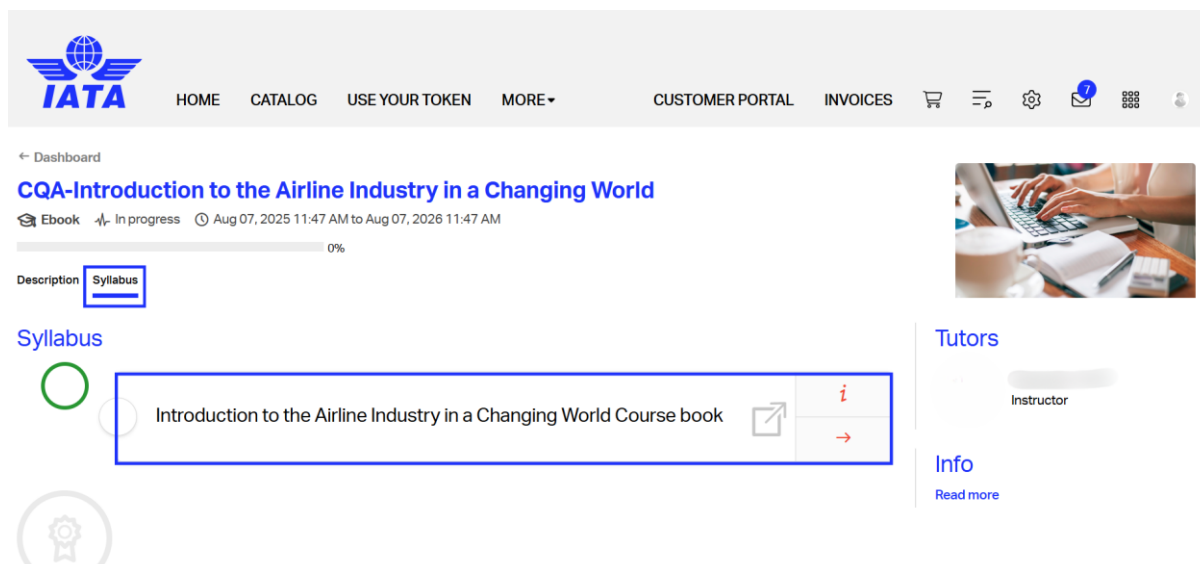 IATA
HOME CATALOG USE YOUR TOKEN MORE CUSTOMER PORTAL INVOICES 7
← Dashboard
CQA-Introduction to the Airline Industry in a Changing World
Ebook In progress Aug 07, 2025 11:47 AM to Aug 07, 2026 11:47 AM
0%
Description Syllabus
Syllabus
Introduction to the Airline Industry in a Changing World Course book
i
→
Tutors
Instructor
Info
Read more